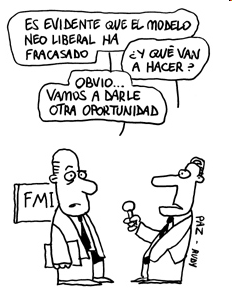 ES EVIDENTE QUE EL MODELO
NEO LIBERAL HA
FRACASADO
¿Y QUÉ VAN
A HACER?
OBVIO...
VAMOS A DARLE
OTRA OPORTUNIDAD
FMI
PAZ - RUDY